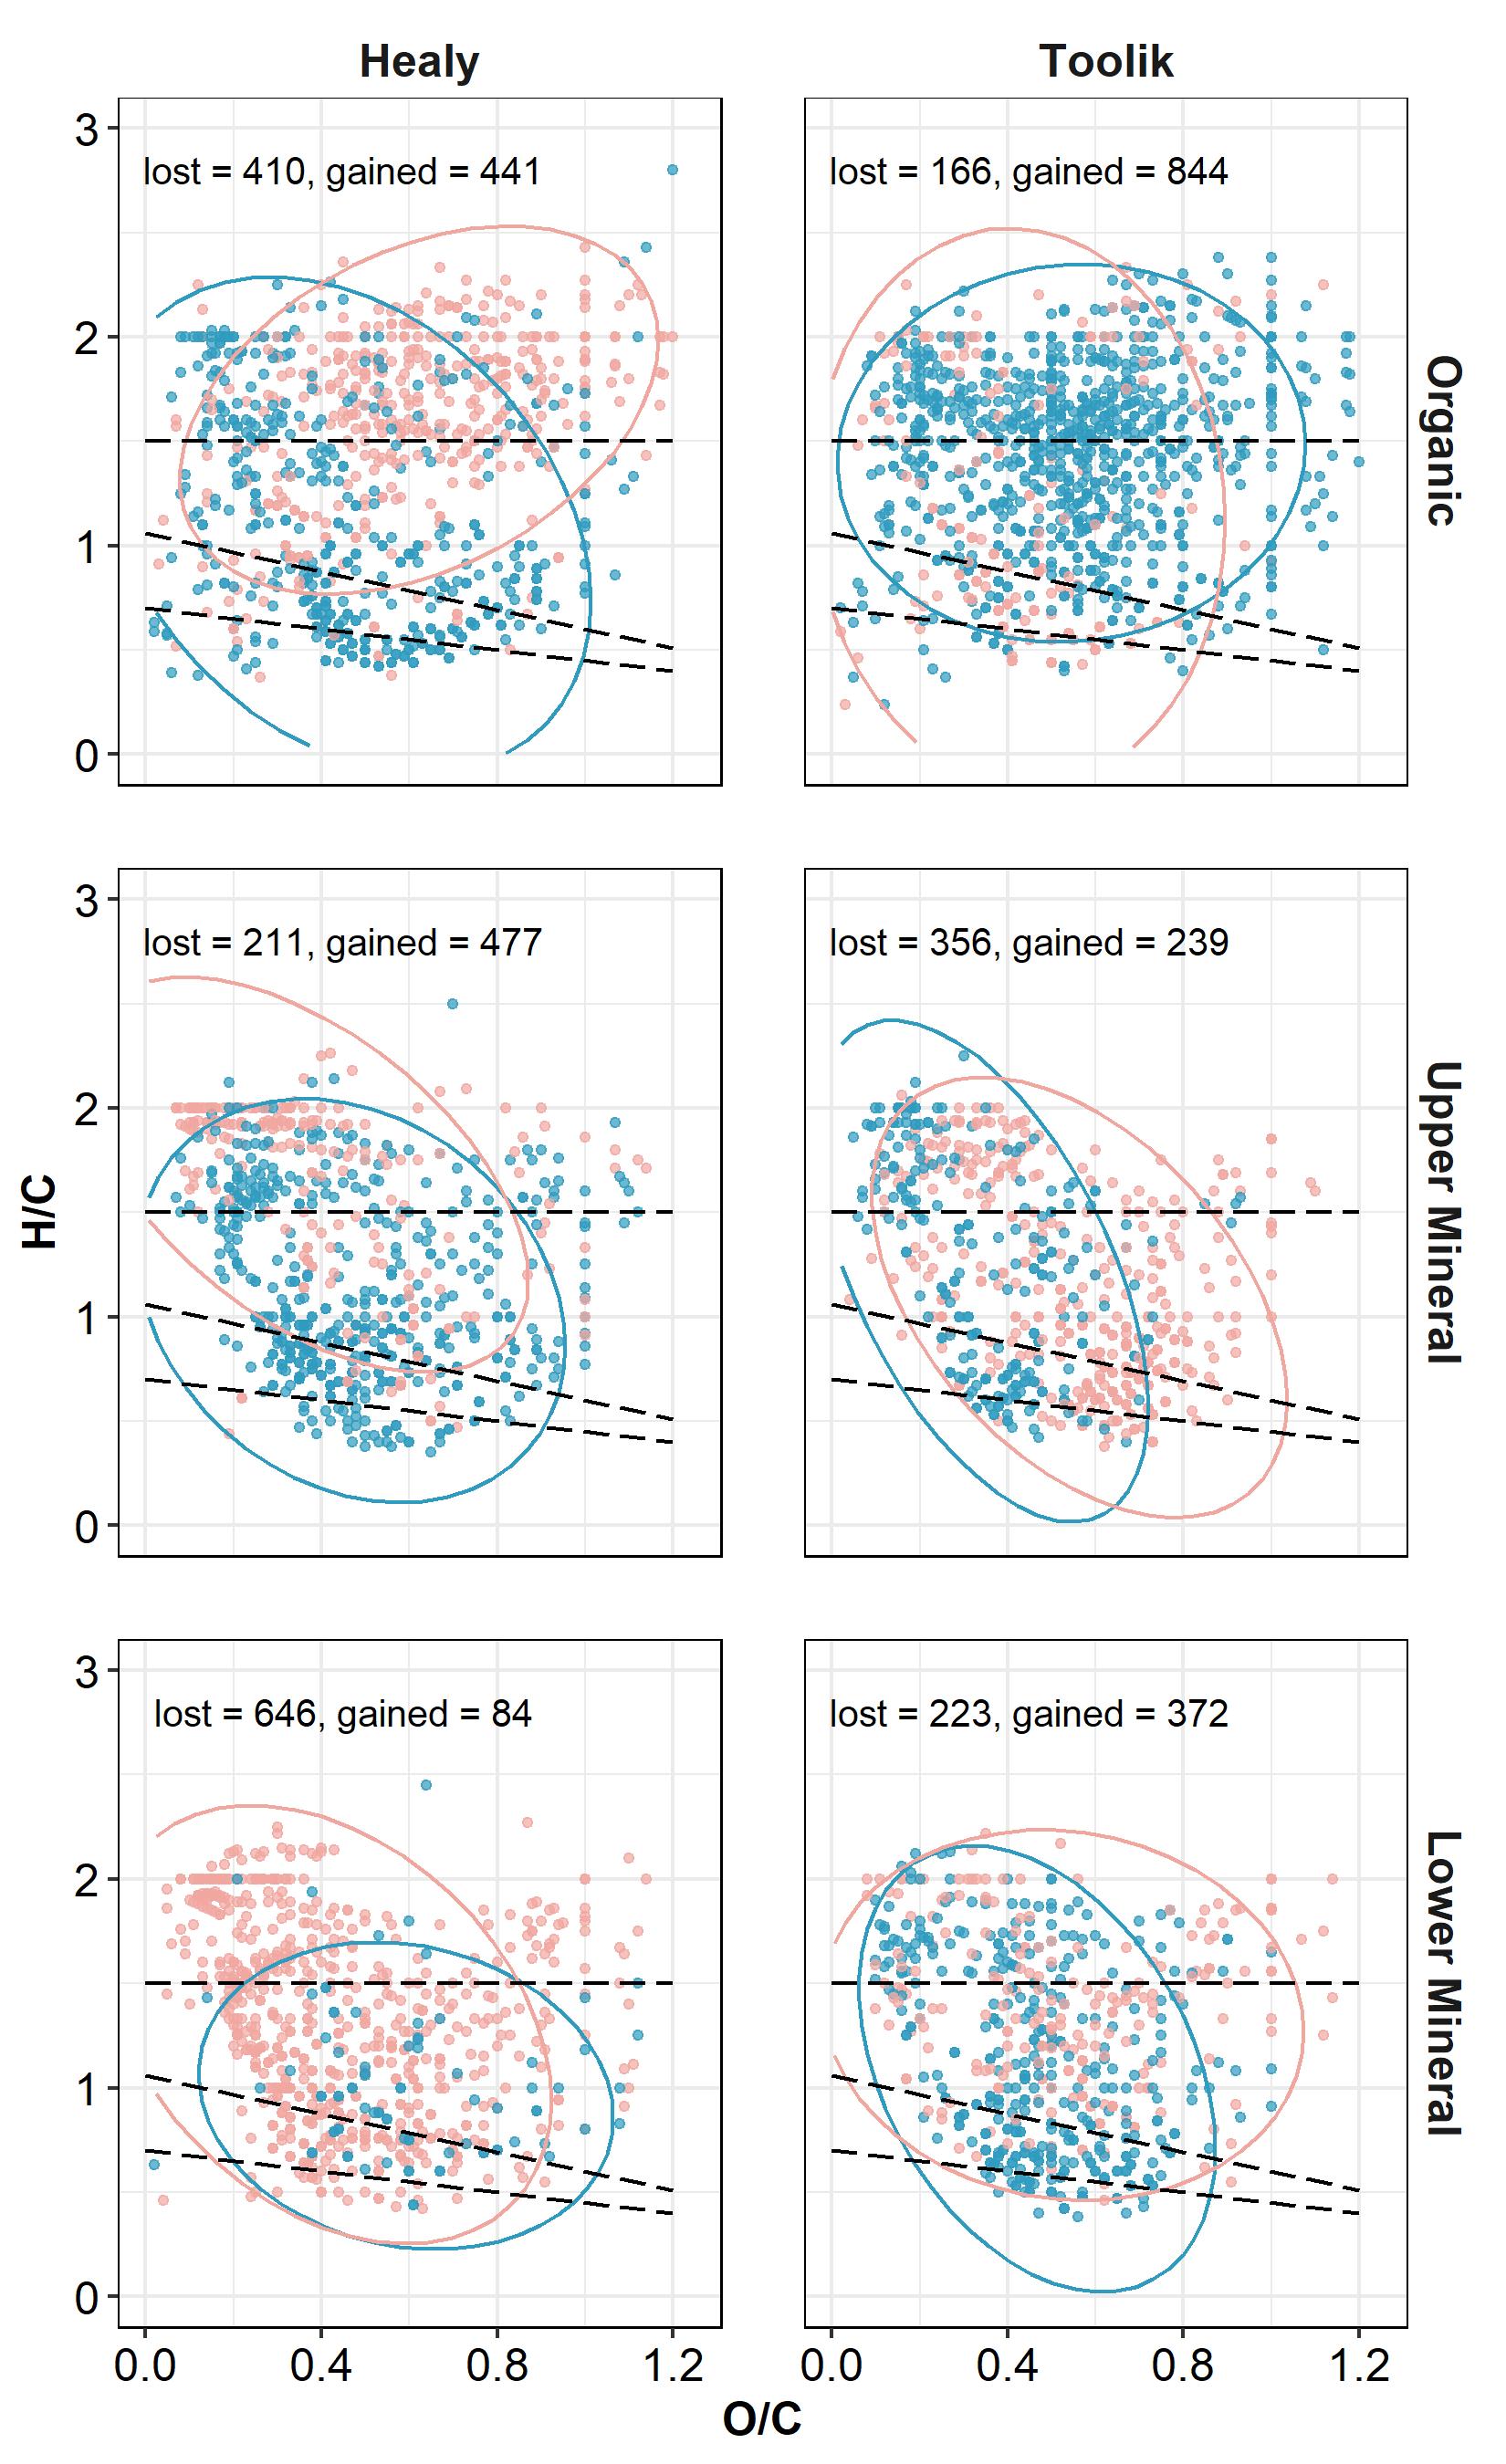 Healy
Toolik
3
2
1
0
lost = 410, gained = 441
lost = 166, gained = 844
Organic
3
2
1
0
lost = 211, gained = 477
lost = 356, gained = 239
Upper Mineral
H/C
3
2
1
0
lost = 646, gained = 84
lost = 223, gained = 372
Lower Mineral
0.0 0.4 0.8 1.2
0.0 0.4 0.8 1.2
O/C